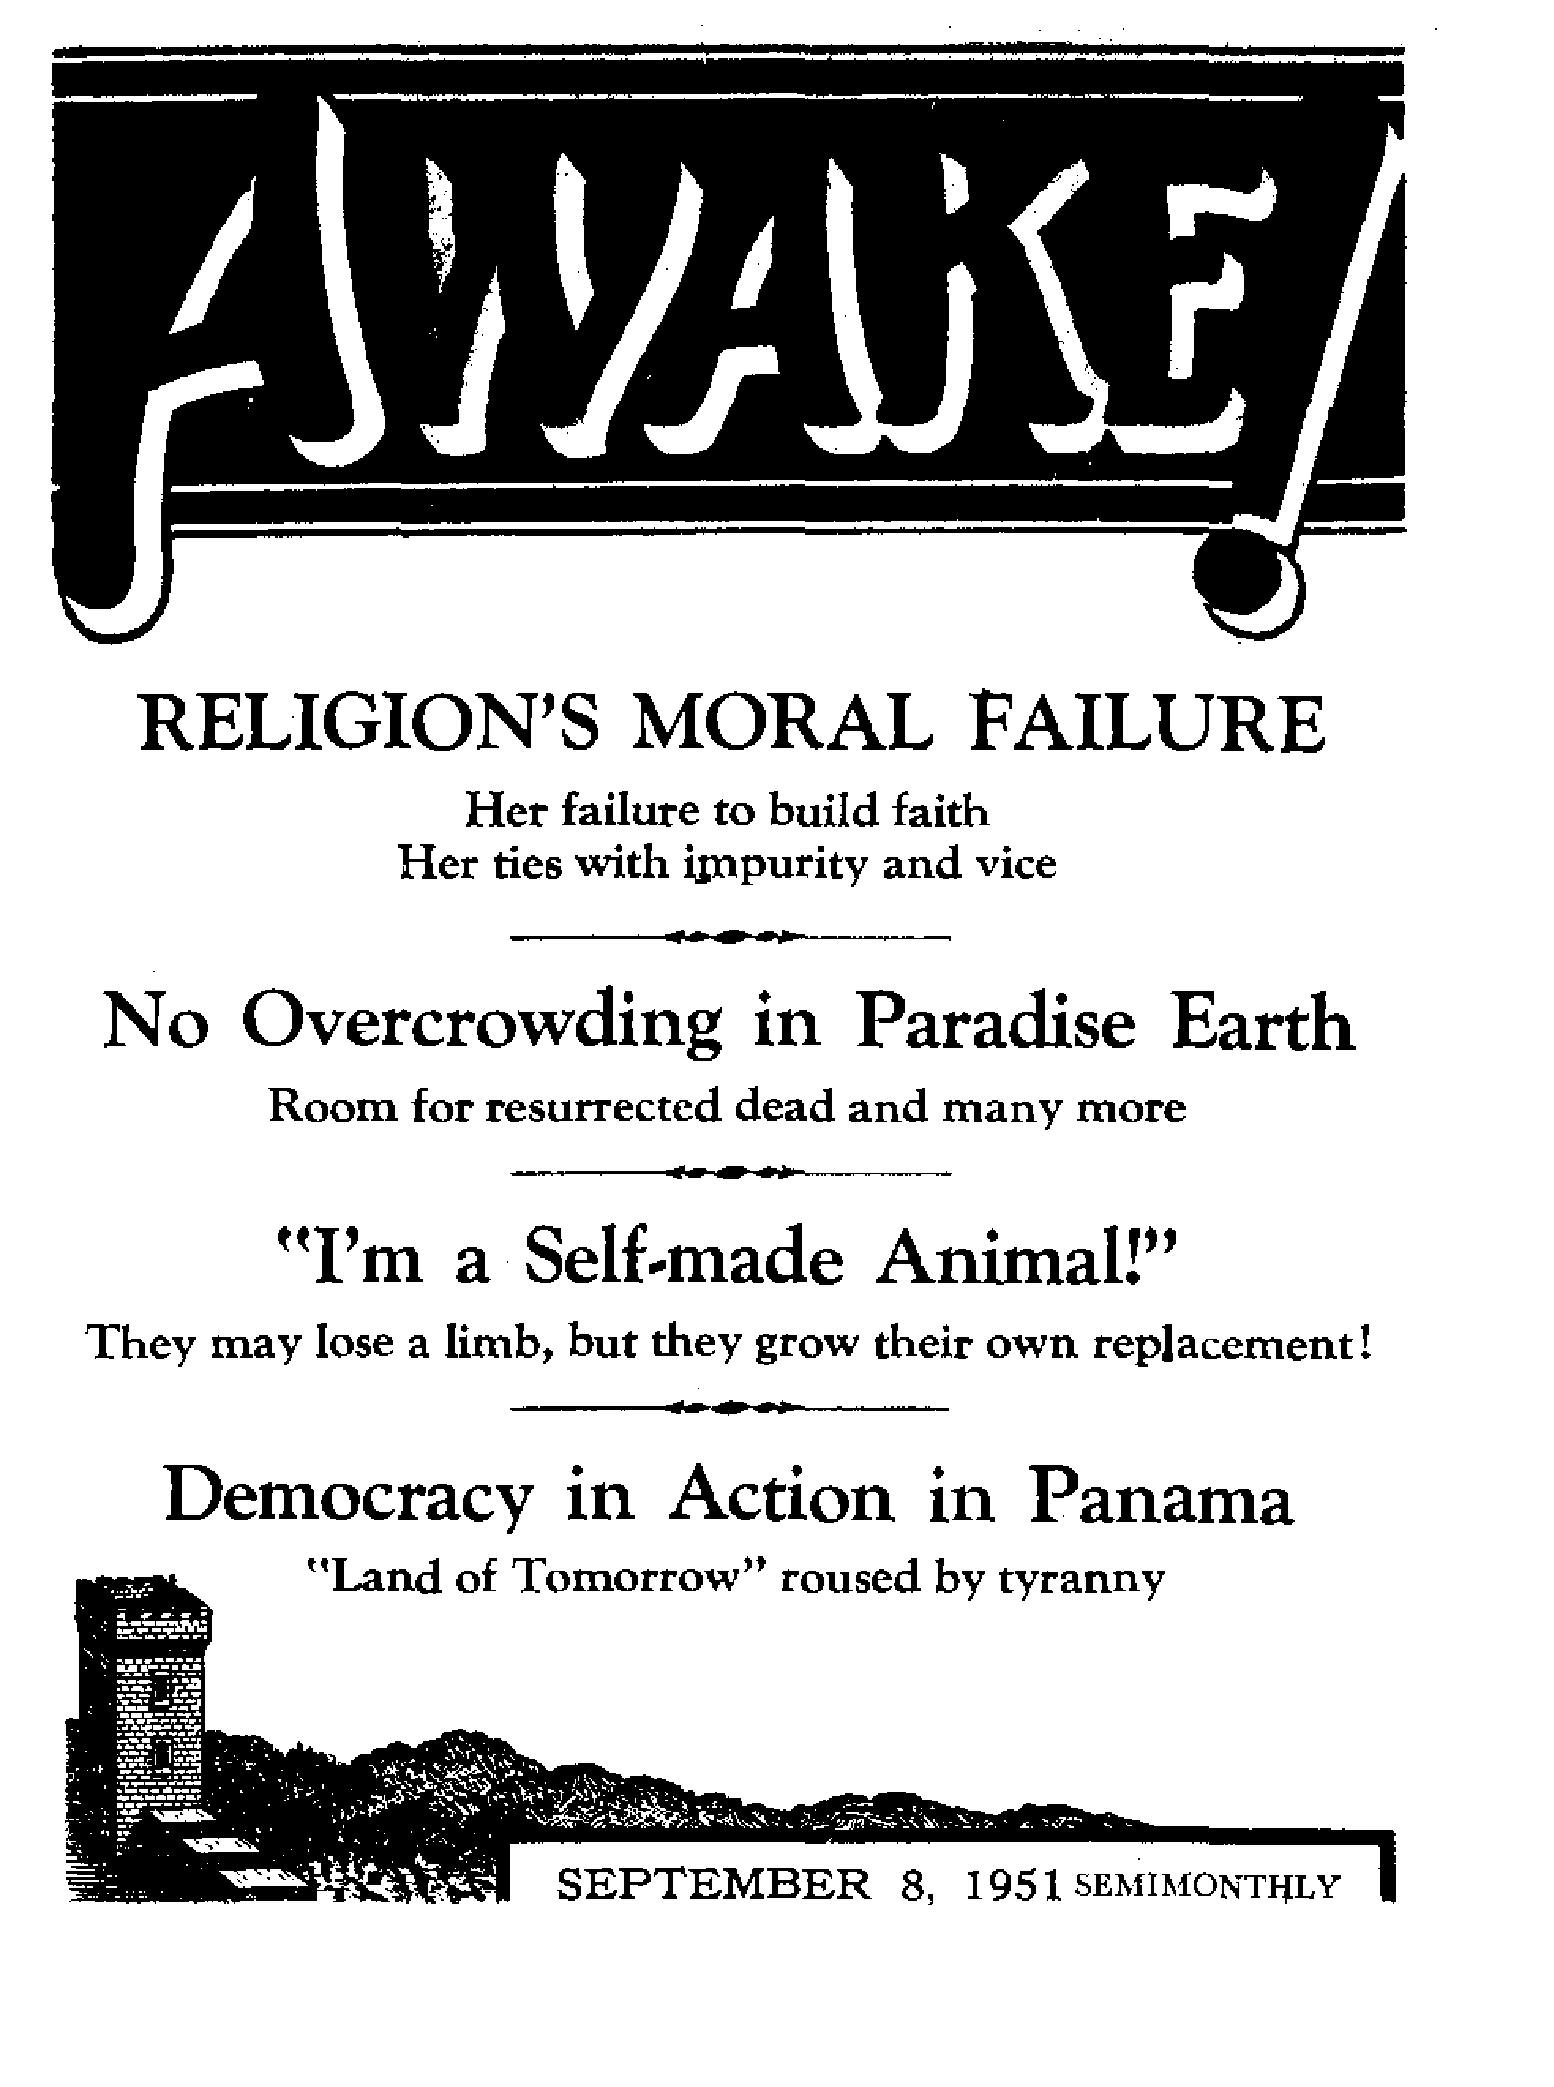 AWAKE!
RELIGION'S MORAL FAILURE
Her failure to build faith
Her ties with impurity and vice
No Overcrowding in Paradise Earth
Room for resurrected dead and many more
"I'm a Self-made Animal!"
They may lose a limb, but they grow their own replacement!
Democracy in Action in Panama
"Land of Tomorrow" roused by tyranny
SEPTEMBER 8, 1951 SEMIMONTHLY